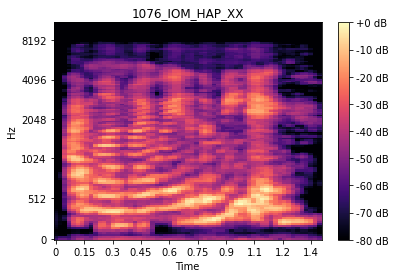 1076_IOM_HAP_XX
+0 dB
8192
-10 dB
4096
-20 dB
-30 dB
2048
Hz
-40 dB
1024
-50 dB
512
-60 dB
-70 dB
0
-80 dB
0 0.15 0.3 0.45 0.6 0.75 0.9 1.1 1.2 1.4
Time